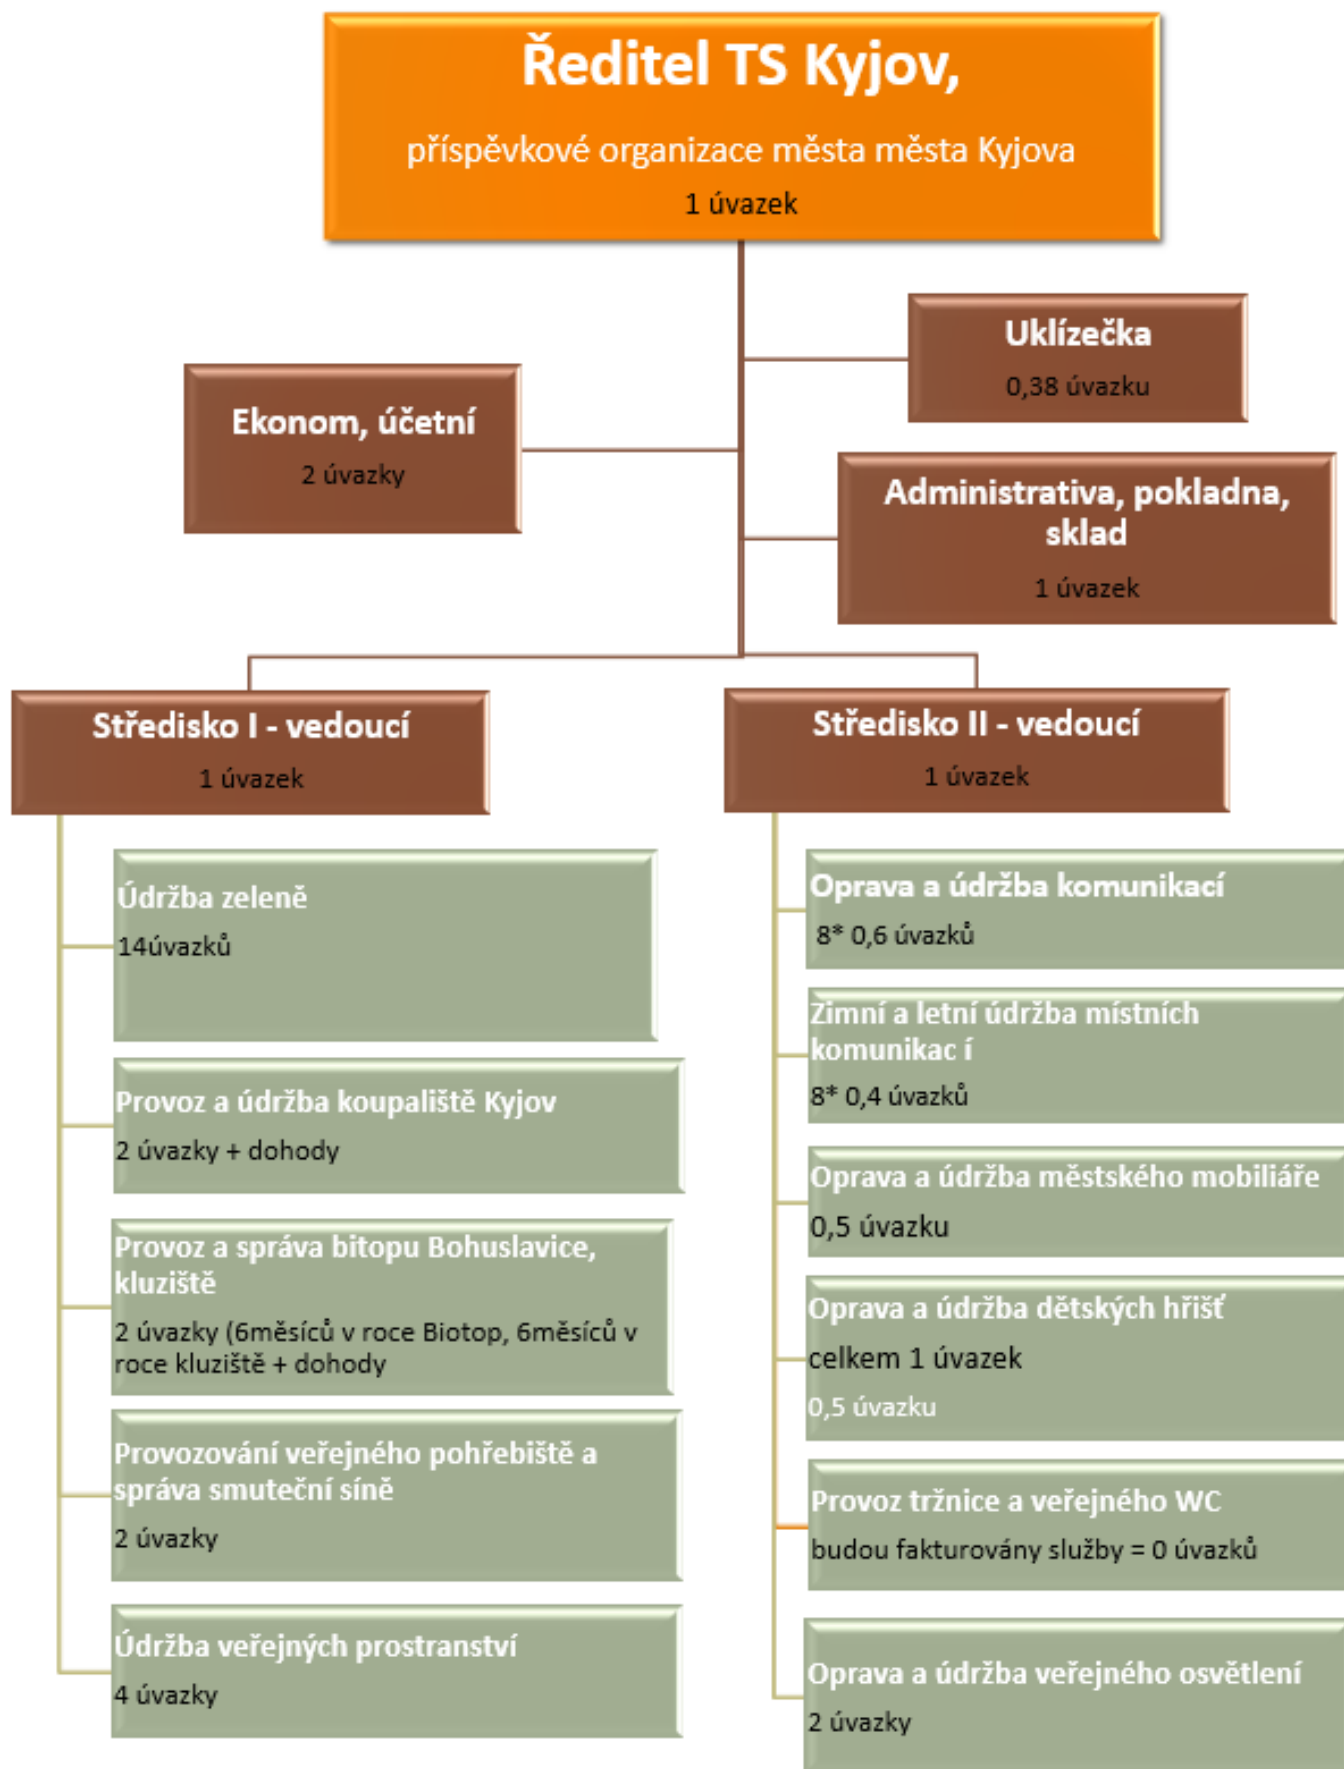 Ředitel TS Kyjov,
příspěvkové organizace města města Kyjova
1 úvazek
Uklízečka
0,38 úvazku
Ekonom, účetní
2 úvazky
Administrativa, pokladna,
sklad
1 úvazek
Středisko I - vedoucí
1 úvazek
Údržba zeleně
14úvazků
Provoz a údržba koupaliště Kyjov
2 úvazky + dohody
Provoz a správa bitopu Bohuslavice,
kluziště
2 úvazky (6měsíců v roce Biotop, 6měsíců v
roce kluziště + dohody
Provozování veřejného pohřebiště a
správa smuteční síně
2 úvazky
Údržba veřejných prostranství
4 úvazky
Středisko II - vedoucí
1 úvazek
Oprava a údržba komunikací
8* 0,6 úvazků
Zimní a letní údržba místních
komunikac í
8* 0,4 úvazků
Oprava a údržba městského mobiliáře
0,5 úvazku
Oprava a údržba dětských hřišť
celkem 1 úvazek
0,5 úvazku
Provoz tržnice a veřejného WC
budou fakturovány služby = 0 úvazků
Oprava a údržba veřejného osvětlení
2 úvazky